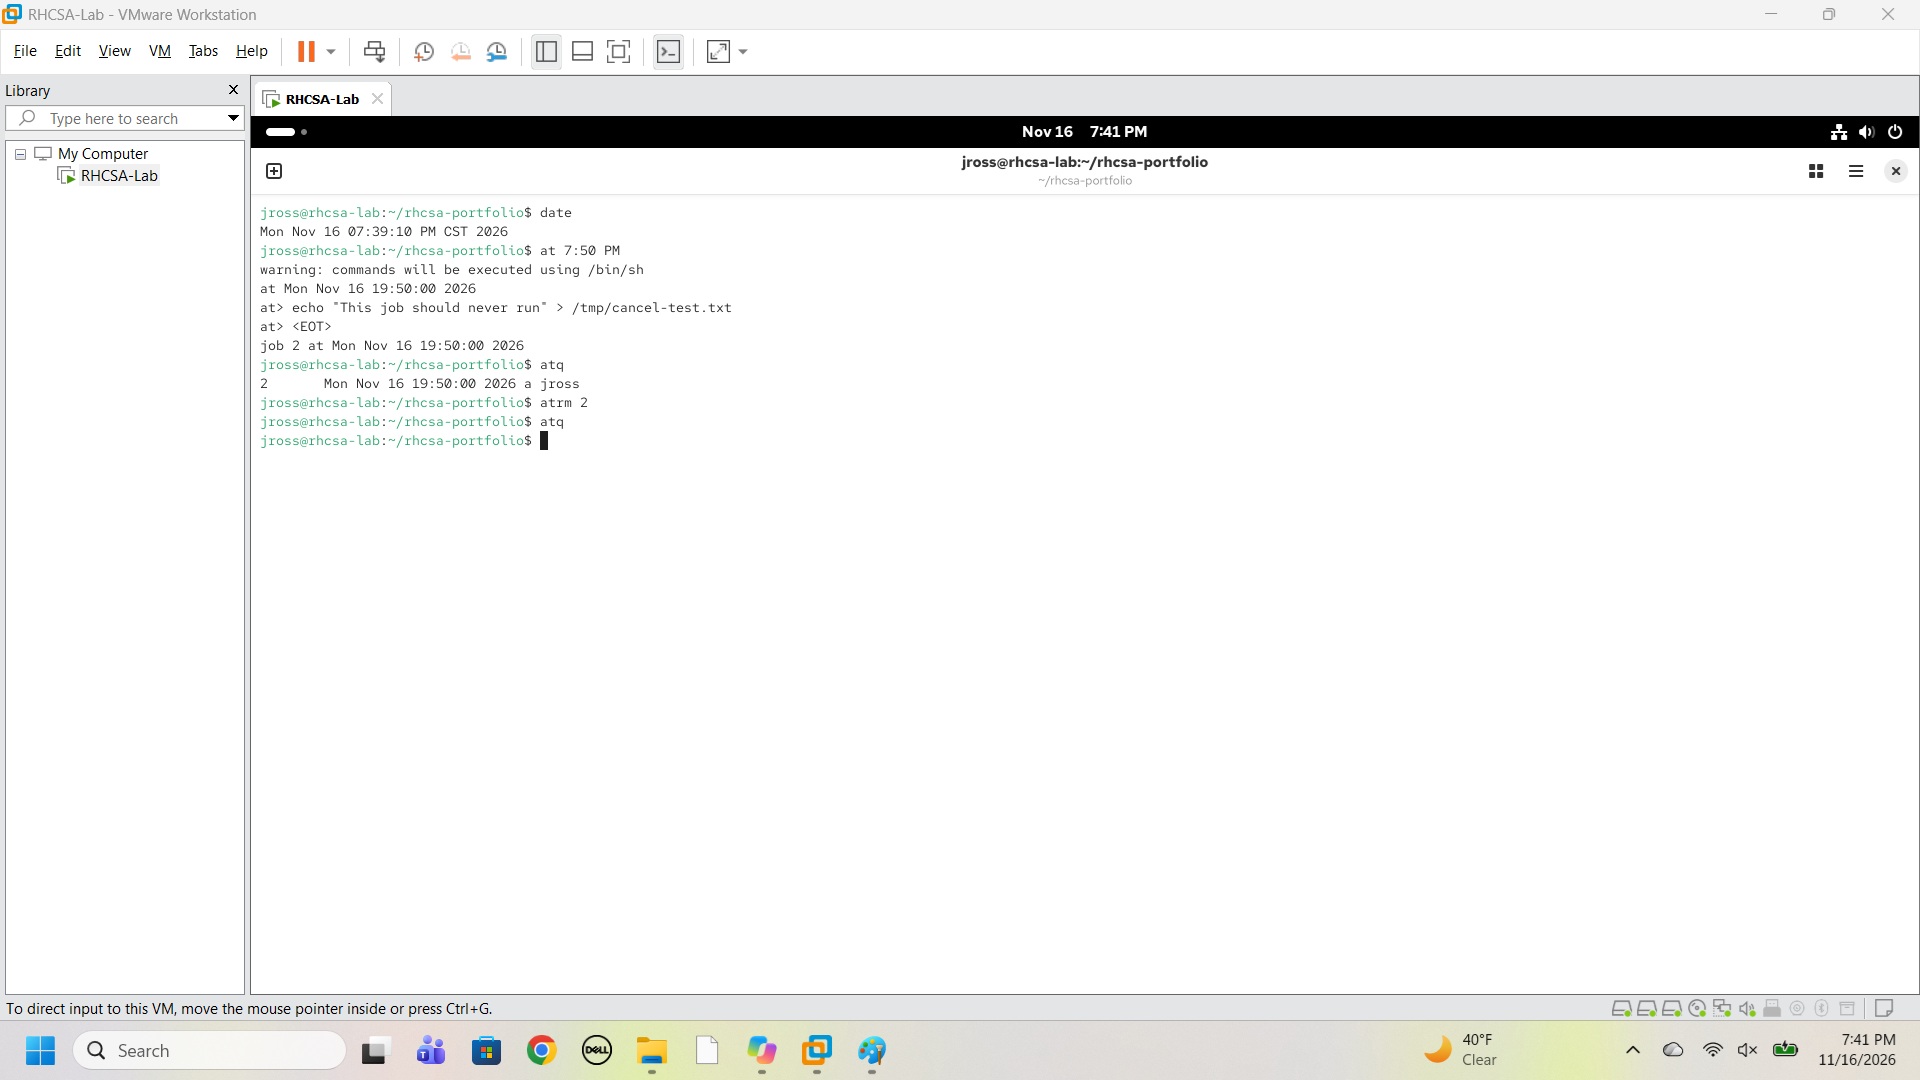 RHCSA-Lab - VMware Workstation
File Edit View VM Tabs Help
Library
Type here to search
My Computer
RHCSA-Lab
RHCSA-Lab
Nov 16 7:41 PM
jross@rhcsa-lab:~/rhcsa-portfolio
~/rhcsa-portfolio
jross@rhcsa-lab:~/rhcsa-portfolio$ date
Mon Nov 16 07:39:10 PM CST 2026
jross@rhcsa-lab:~/rhcsa-portfolio$ at 7:50 PM
warning: commands will be executed using /bin/sh
at Mon Nov 16 19:50:00 2026
at> echo "This job should never run" > /tmp/cancel-test.txt
at> <EOT>
job 2 at Mon Nov 16 19:50:00 2026
jross@rhcsa-lab:~/rhcsa-portfolio$ atq
2       Mon Nov 16 19:50:00 2026 a jross
jross@rhcsa-lab:~/rhcsa-portfolio$ atrm 2
jross@rhcsa-lab:~/rhcsa-portfolio$ atq
jross@rhcsa-lab:~/rhcsa-portfolio$
To direct input to this VM, move the mouse pointer inside or press Ctrl+G.
Search
T
DELL
40°F
Clear
7:41 PM
11/16/2026